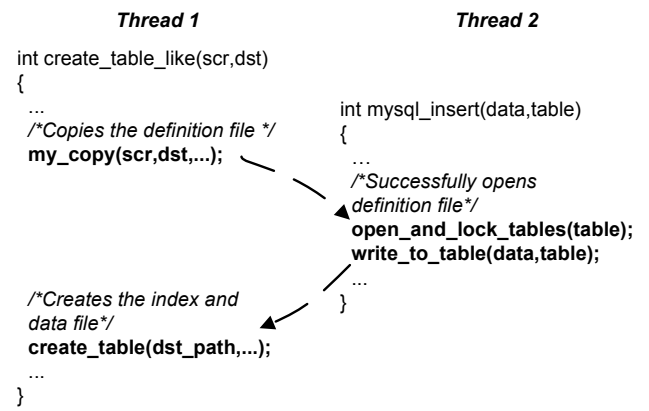 Thread 1
int create_table_like(scr,dst)
{
...
/*Copies the definition file */
my_copy(scr,dst,...);
/*Creates the index and
data file*/
create_table(dst_path,...);
...
}
Thread 2
int mysql_insert(data,table)
{
...
/*Successfully opens
definition file*/
open_and_lock_tables(table);
write_to_table(data,table);
...
}